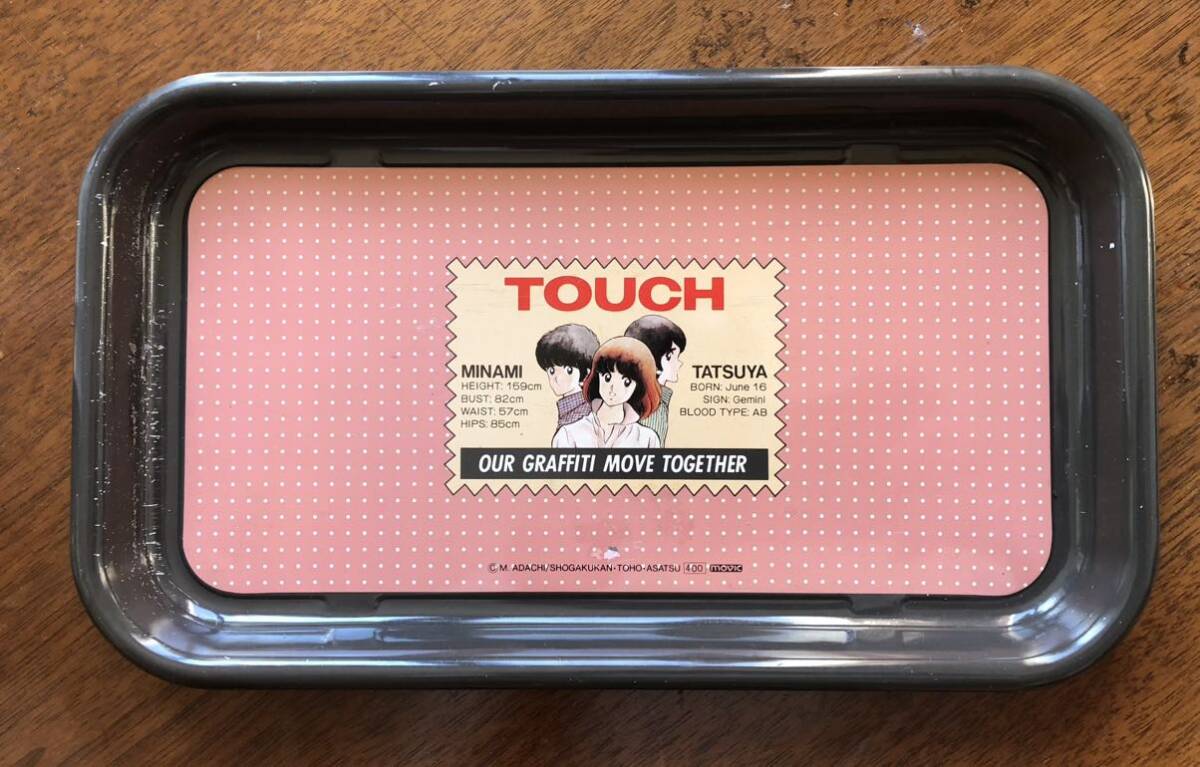 TOUCH
MINAMI
HEIGHT: 159cm
BUST: 82cm
WAIST: 57cm
HIPS: 85cm
TATSUYA
BORN: June 16
SIGN: Gemini
BLOOD TYPE: AB
OUR GRAFFITI MOVE TOGETHER
© M. ADACHI/SHOGAKUKAN・TOHO・ASATSU 400 movic